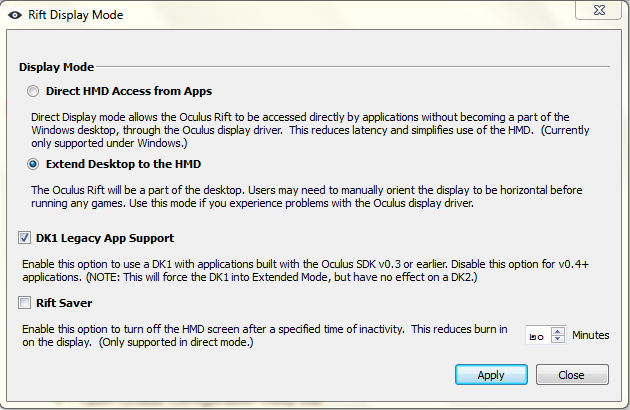 Rift Display Mode
Display Mode
Direct HMD Access from Apps
Direct Display mode allows the Oculus Rift to be accessed directly by applications without becoming a part of the
Windows desktop, through the Oculus display driver. This reduces latency and simplifies use of the HMD. (Currently
only supported under Windows.)
Extend Desktop to the HMD
The Oculus Rift will be a part of the desktop. Users may need to manually orient the display to be horizontal before
running any games. Use this mode if you experience problems with the Oculus display driver.
DK1 Legacy App Support
Enable this option to use a DK1 with applications built with the Oculus SDK v0.3 or earlier. Disable this option for v0.4+
applications. (NOTE: This will force the DK1 into Extended Mode, but have no effect on a DK2.)
Rift Saver
Enable this option to turn off the HMD screen after a specified time of inactivity. This reduces burn in
on the display. (Only supported in direct mode.)
๒๐ Minutes
Apply Close